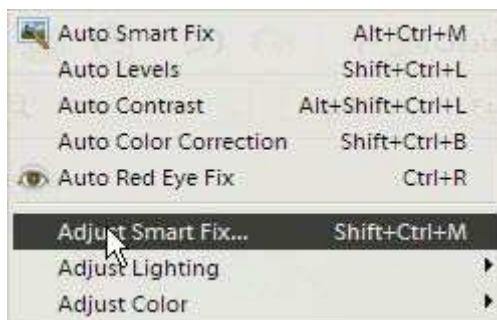 Auto Smart Fix Alt+Ctrl+M
Auto Levels Shift+Ctrl+L
Auto Contrast Alt+Shift+Ctrl+L
Auto Color Correction Shift+Ctrl+B
Auto Red Eye Fix Ctrl+R
Adjust Smart Fix... Shift+Ctrl+M
Adjust Lighting
Adjust Color